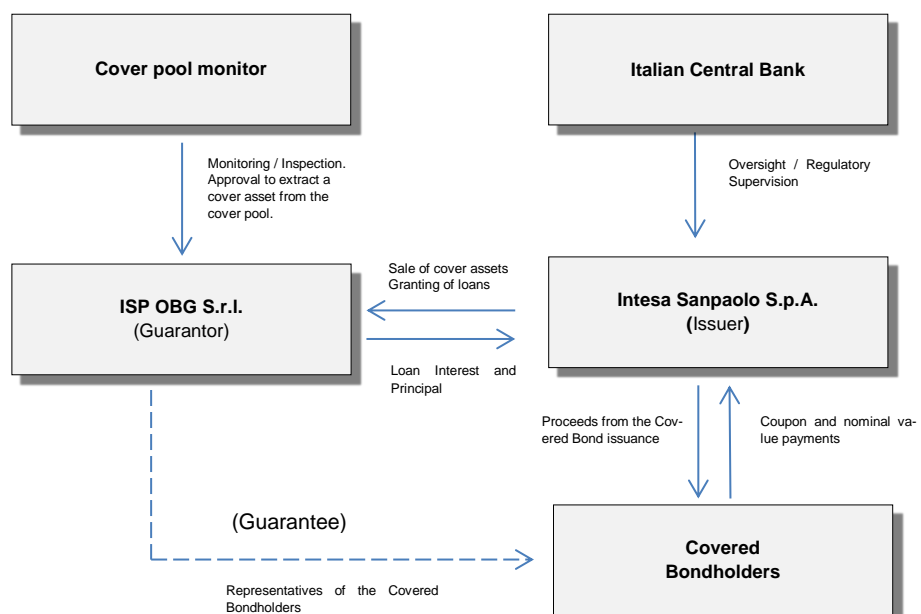 Cover pool monitor
Italian Central Bank
Monitoring / Inspection.
Approval to extract a
cover asset from the
cover pool.
Oversight / Regulatory
Supervision
ISP OBG S.r.l.
(Guarantor)
Sale of cover assets
Granting of loans
Intesa Sanpaolo S.p.A.
(Issuer)
Loan Interest and
Principal
Proceeds from the Cov-
ered Bond issuance
Coupon and nominal va-
lue payments
(Guarantee)
Covered
Bondholders
Representatives of the Covered
Bondholders